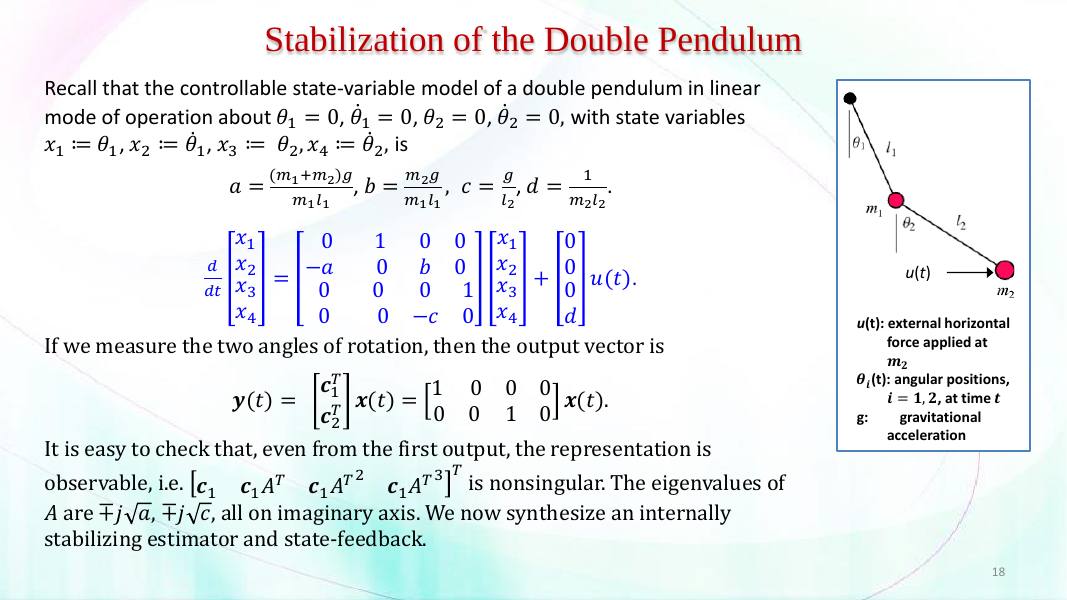 Stabilization of the Double Pendulum
Recall that the controllable state-variable model of a double pendulum in linear
mode of operation about θ₁ = 0, θ̇₁ = 0, θ₂ = 0, θ̇₂ = 0, with state variables
x₁ ≔ θ₁, x₂ ≔ θ̇₁, x₃ ≔ θ₂, x₄ ≔ θ̇₂, is
a = (m₁+m₂)g / m₁l₁, b = m₂g / m₁l₁, c = g / l₂, d = 1 / m₂l₂.
d/dt [x₁ x₂ x₃ x₄] = [0 1 0 0; −a 0 b 0; 0 0 0 1; 0 0 −c 0] [x₁ x₂ x₃ x₄] + [0 0 0 d] u(t).
If we measure the two angles of rotation, then the output vector is
y(t) = [c₁ᵀ; c₂ᵀ] x(t) = [1 0 0 0; 0 0 1 0] x(t).
It is easy to check that, even from the first output, the representation is
observable, i.e. [c₁ c₁Aᵀ c₁Aᵀ² c₁Aᵀ³]ᵀ is nonsingular. The eigenvalues of
A are ∓j√a, ∓j√c, all on imaginary axis. We now synthesize an internally
stabilizing estimator and state-feedback.
θ₁
l₁
m₁
θ₂
l₂
u(t)
m₂
u(t): external horizontal
force applied at
m₂
θᵢ(t): angular positions,
i = 1, 2, at time t
g: gravitational
acceleration
18